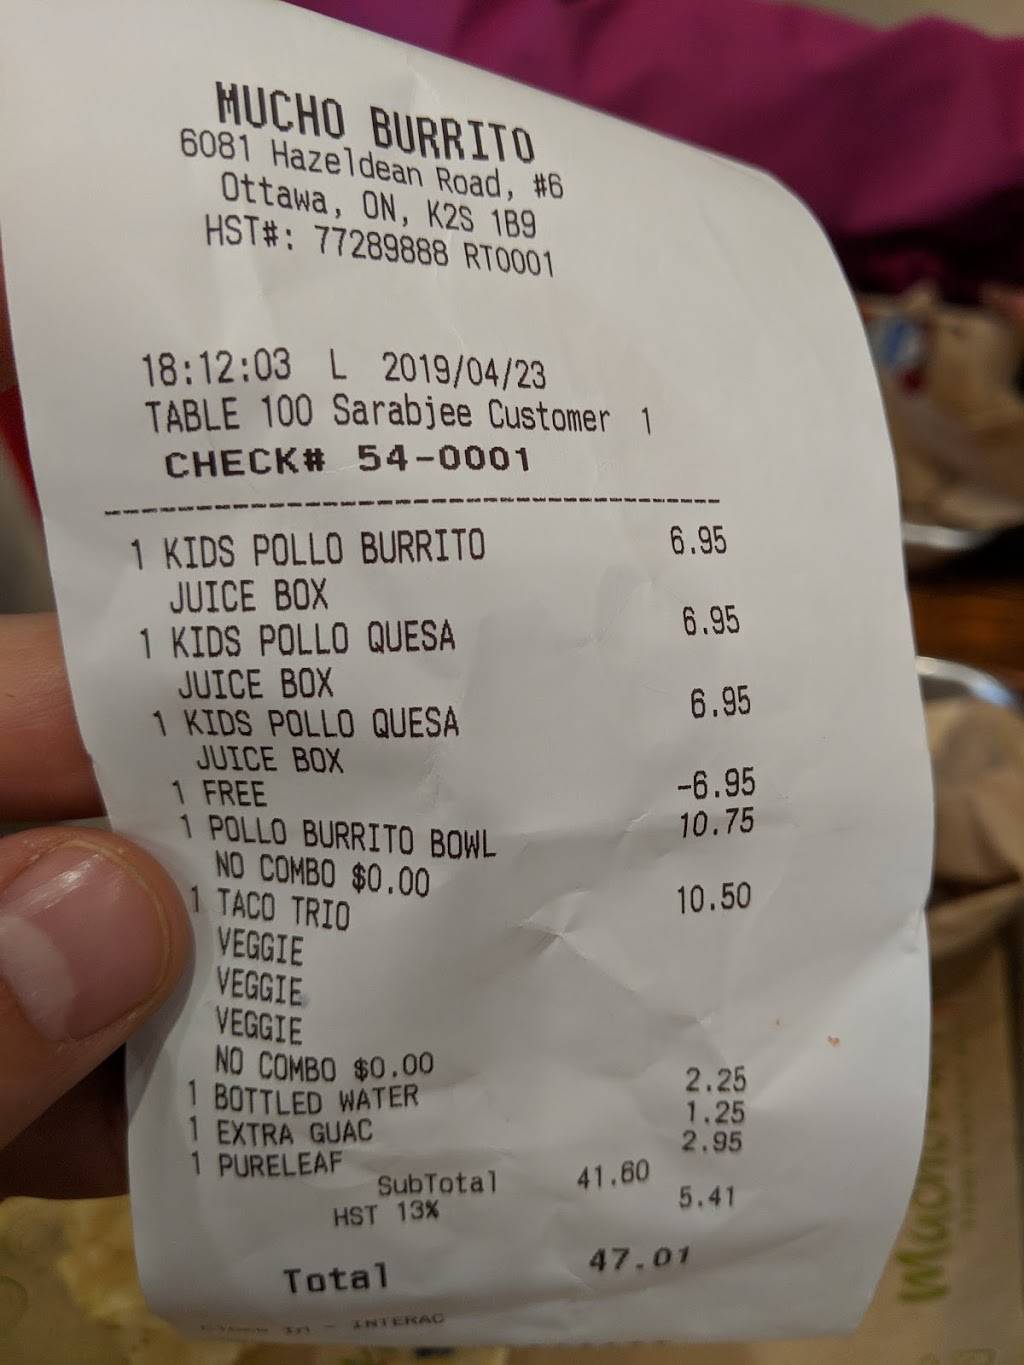 MUCHO BURRITO
6081 Hazeldean Road, #6
Ottawa, ON, K2S 1B9
HST#: 77289888 RT0001
18:12:03 L 2019/04/23
TABLE 100 Sarabjee Customer 1
CHECK# 54-0001
1 KIDS POLLO BURRITO 6.95
JUICE BOX
1 KIDS POLLO QUESA 6.95
JUICE BOX
1 KIDS POLLO QUESA 6.95
JUICE BOX
1 FREE -6.95
1 POLLO BURRITO BOWL 10.75
NO COMBO $0.00
1 TACO TRIO 10.50
VEGGIE
VEGGIE
VEGGIE
NO COMBO $0.00
1 BOTTLED WATER 2.25
1 EXTRA GUAC 1.25
1 PURELEAF 2.95
SubTotal 41.60
HST 13% 5.41
Total 47.01
- INTERAC